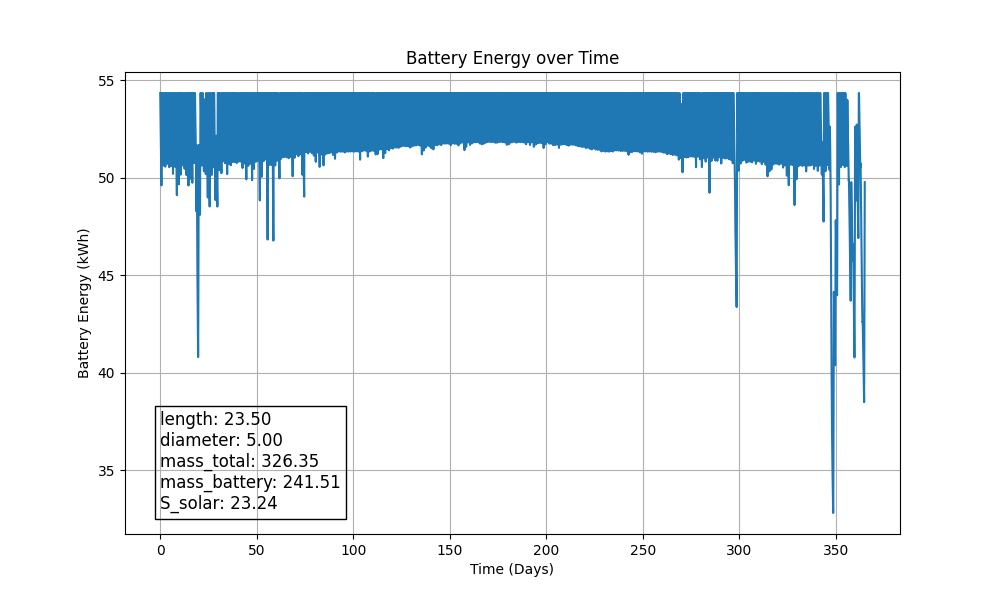 Battery Energy over Time
Battery Energy (kWh)
55
50
45
40
35
length: 23.50
diameter: 5.00
mass_total: 326.35
mass_battery: 241.51
S_solar: 23.24
0 50 100 150 200 250 300 350
Time (Days)